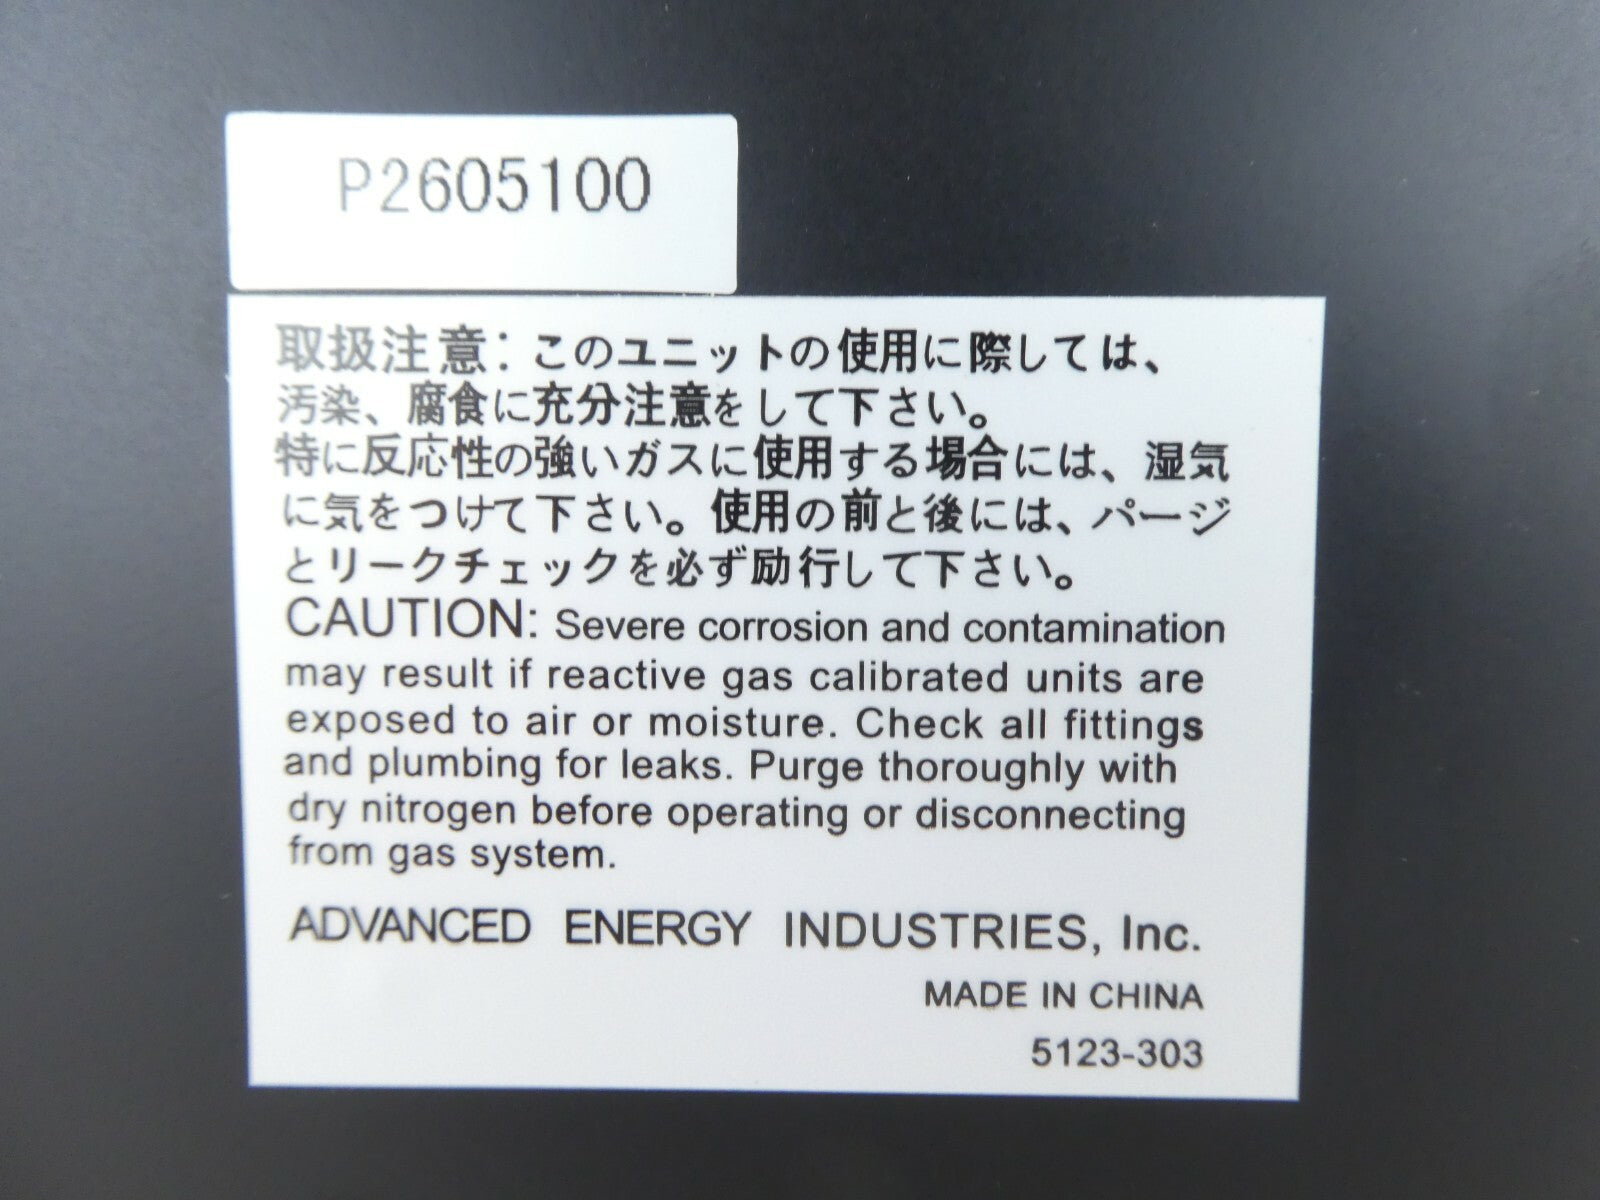 P2605100
取扱注意: このユニットの使用に際しては、
汚染、腐食に充分注意をして下さい。
特に反応性の強いガスに使用する場合には、湿気
に気をつけて下さい。使用の前と後には、パージ
とリークチェックを必ず励行して下さい。
CAUTION: Severe corrosion and contamination
may result if reactive gas calibrated units are
exposed to air or moisture. Check all fittings
and plumbing for leaks. Purge thoroughly with
dry nitrogen before operating or disconnecting
from gas system.
ADVANCED ENERGY INDUSTRIES, Inc.
MADE IN CHINA
5123-303